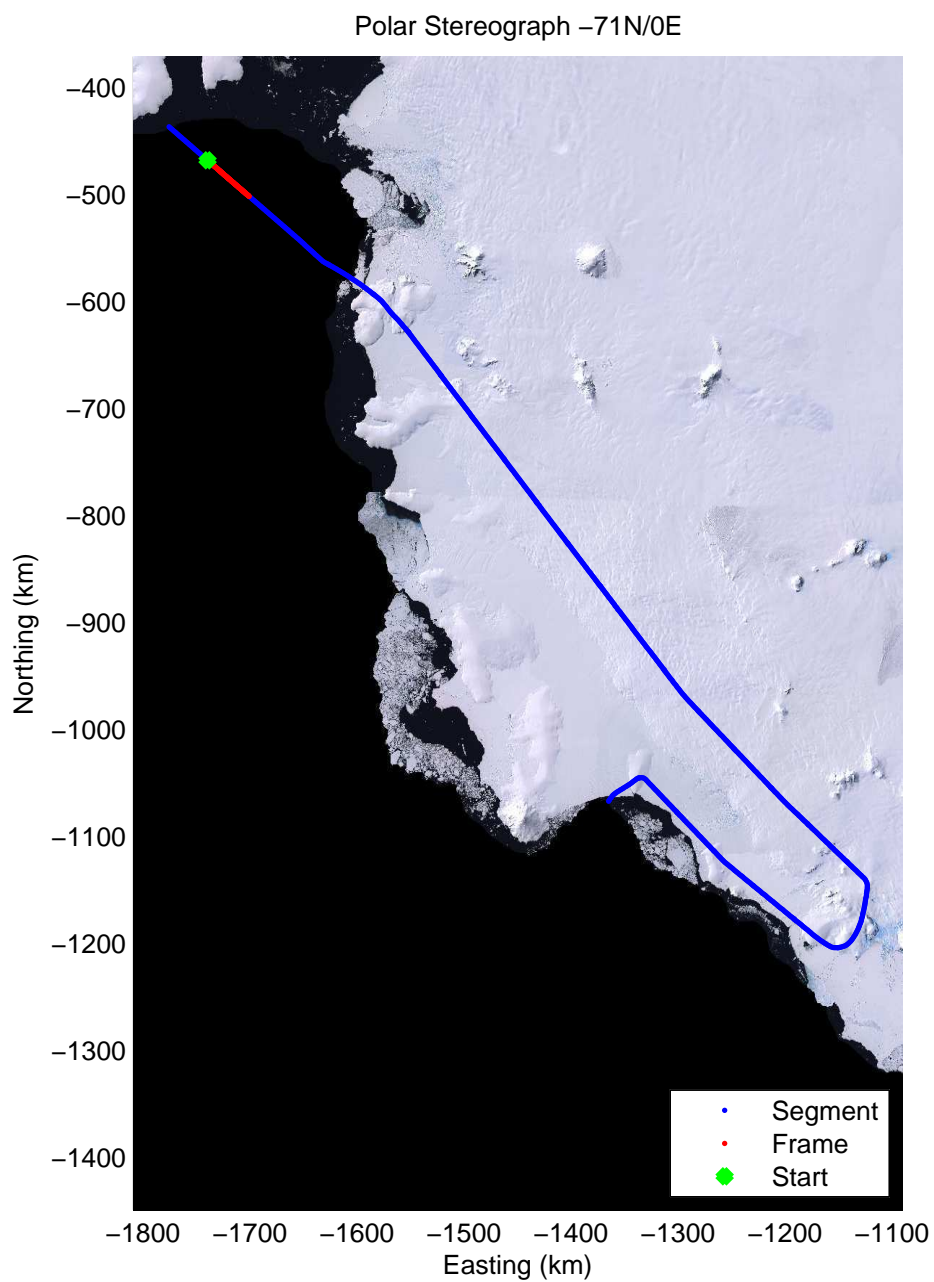 Polar Stereograph −71N/0E
−400
−500
−600
−700
−800
−900
−1000
−1100
−1200
−1300
−1400
Northing (km)
Segment
Frame
Start
−1800 −1700 −1600 −1500 −1400 −1300 −1200 −1100
Easting (km)